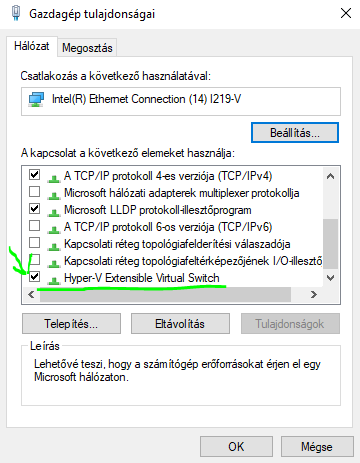 Gazdagép tulajdonságai
Hálózat Megosztás
Csatlakozás a következő használatával:
Intel(R) Ethernet Connection (14) I219-V
Beállítás...
A kapcsolat a következő elemeket használja:
A TCP/IP protokoll 4-es verziója (TCP/IPv4)
Microsoft hálózati adapterek multiplexer protokollja
Microsoft LLDP protokoll-illesztőprogram
A TCP/IP protokoll 6-os verziója (TCP/IPv6)
Kapcsolati réteg topológiafelderítési válaszadója
Kapcsolati réteg topológiafeltérképezőjének I/O-illesztő
Hyper-V Extensible Virtual Switch
Telepítés... Eltávolítás Tulajdonságok
Leírás
Lehetővé teszi, hogy a számítógép erőforrásokat érjen el egy
Microsoft hálózaton.
OK Mégse